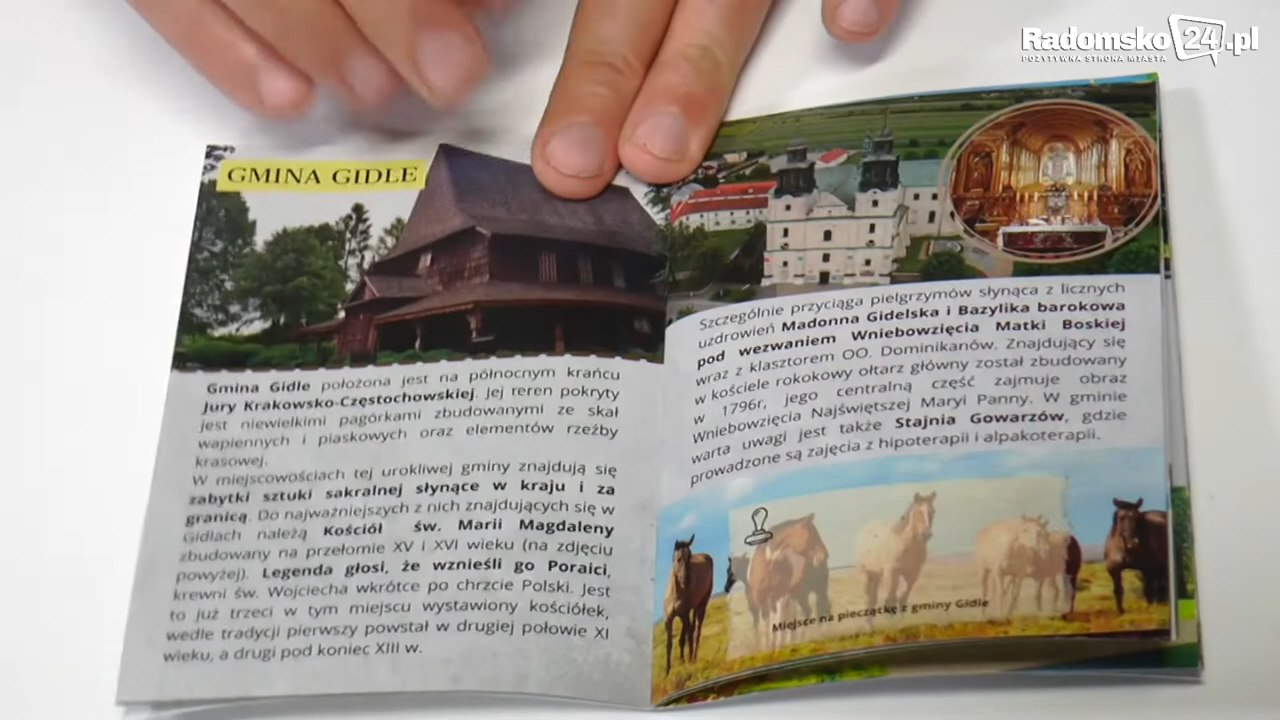 Radomsko24.pl
POZYTYWNA STRONA MIASTA
GMINA GIDLE
Gmina Gidle położona jest na północnym krańcu
Jury Krakowsko-Częstochowskiej. Jej teren pokryty
jest niewielkimi pagórkami zbudowanymi ze skał
wapiennych i piaskowych oraz elementów rzeźby
krasowej.
W miejscowościach tej urokliwej gminy znajdują się
zabytki sztuki sakralnej słynące w kraju i za
granicą. Do najważniejszych z nich znajdujących się w
Gidlach należą Kościół św. Marii Magdaleny
zbudowany na przełomie XV i XVI wieku (na zdjęciu
powyżej). Legenda głosi, że wznieśli go Poraici,
krewni św. Wojciecha wkrótce po chrzcie Polski. Jest
to już trzeci w tym miejscu wystawiony kościółek,
wedle tradycji pierwszy powstał w drugiej połowie XI
wieku, a drugi pod koniec XIII w.
Szczególnie przyciąga pielgrzymów słynąca z licznych
uzdrowień Madonna Gidelska i Bazylika barokowa
pod wezwaniem Wniebowzięcia Matki Boskiej
wraz z klasztorem OO. Dominikanów. Znajdujący się
w kościele rokokowy ołtarz główny został zbudowany
w 1796r, jego centralną część zajmuje obraz
Wniebowzięcia Najświętszej Maryi Panny. W gminie
warta uwagi jest także Stajnia Gowarzów, gdzie
prowadzone są zajęcia z hipoterapii i alpakoterapii.
Miejsce na pieczątkę z gminy Gidle